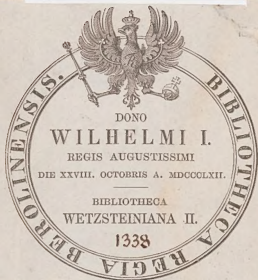 BIBLIOTHECA REGIA BEROLINENSIS.
DONO
WILHELMI I.
REGIS AUGUSTISSIMI
DIE XXVIII. OCTOBRIS A. MDCCCLXII.
BIBLIOTHECA
WETZSTEINIANA II.
1338